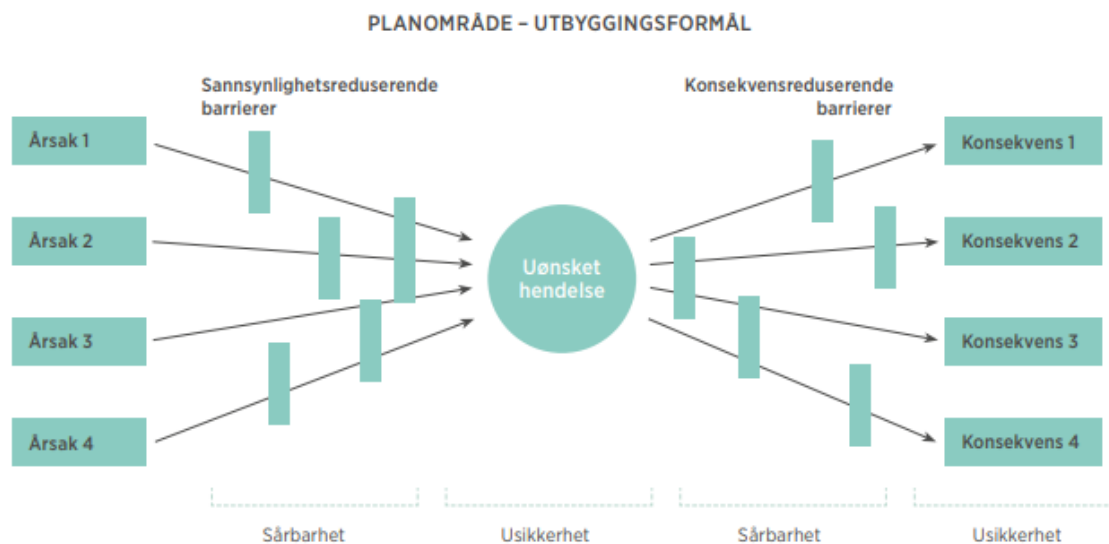 PLANOMRÅDE – UTBYGGINGSFORMÅL
Sannsynlighetsreduserende
barrierer
Konsekvensreduserende
barrierer
Årsak 1
Årsak 2
Årsak 3
Årsak 4
Uønsket
hendelse
Konsekvens 1
Konsekvens 2
Konsekvens 3
Konsekvens 4
Sårbarhet
Usikkerhet
Sårbarhet
Usikkerhet